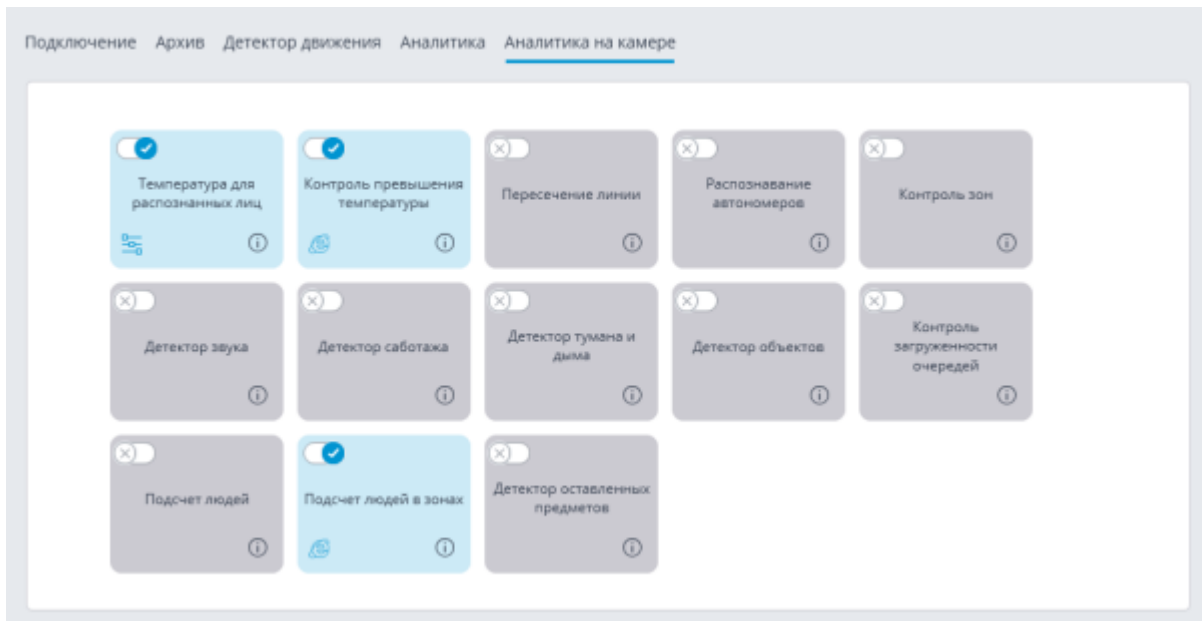 Подключение Архив Детектор движения Аналитика Аналитика на камере
Температура для
распознанных лиц
Контроль превышения
температуры
Пересечение линии
Распознавание
автономеров
Контроль зон
Детектор звука
Детектор саботажа
Детектор тумана и
дыма
Детектор объектов
Контроль
загруженности
очередей
Подсчет людей
Подсчет людей в зонах
Детектор оставленных
предметов